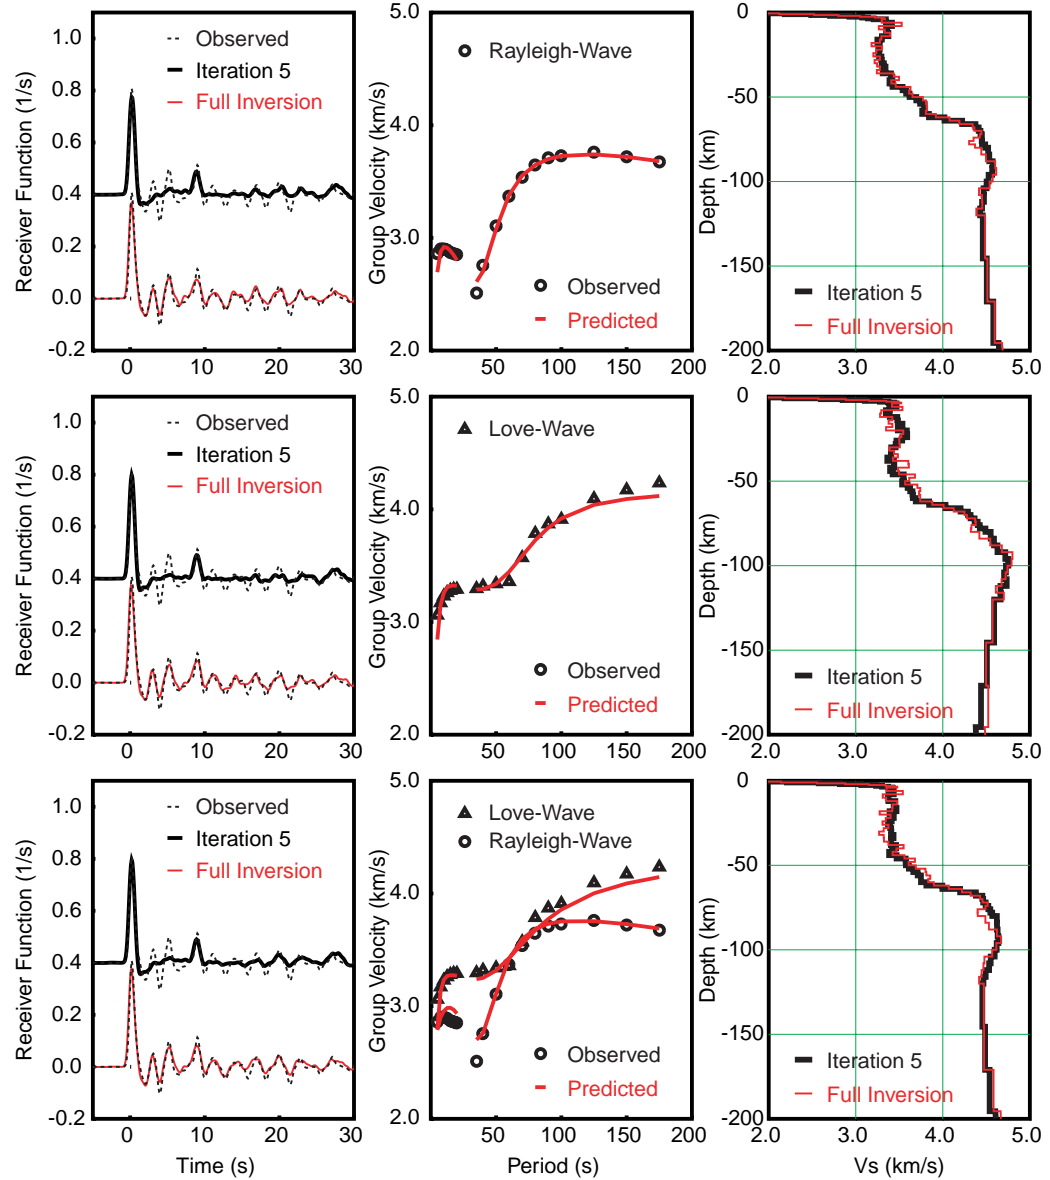 1.0
0.8
0.6
0.4
0.2
0.0
-0.2
Receiver Function (1/s)
Observed
Iteration 5
Full Inversion
0 10 20 30
5.0
4.0
3.0
2.0
Group Velocity (km/s)
Rayleigh-Wave
Observed
Predicted
50 100 150 200
0
-50
-100
-150
-200
Depth (km)
Iteration 5
Full Inversion
2.0 3.0 4.0 5.0
1.0
0.8
0.6
0.4
0.2
0.0
-0.2
Receiver Function (1/s)
Observed
Iteration 5
Full Inversion
0 10 20 30
5.0
4.0
3.0
2.0
Group Velocity (km/s)
Love-Wave
Observed
Predicted
50 100 150 200
0
-50
-100
-150
-200
Depth (km)
Iteration 5
Full Inversion
2.0 3.0 4.0 5.0
1.0
0.8
0.6
0.4
0.2
0.0
-0.2
Receiver Function (1/s)
Observed
Iteration 5
Full Inversion
0 10 20 30
Time (s)
5.0
4.0
3.0
2.0
Group Velocity (km/s)
Love-Wave
Rayleigh-Wave
Observed
Predicted
50 100 150 200
Period (s)
0
-50
-100
-150
-200
Depth (km)
Iteration 5
Full Inversion
2.0 3.0 4.0 5.0
Vs (km/s)